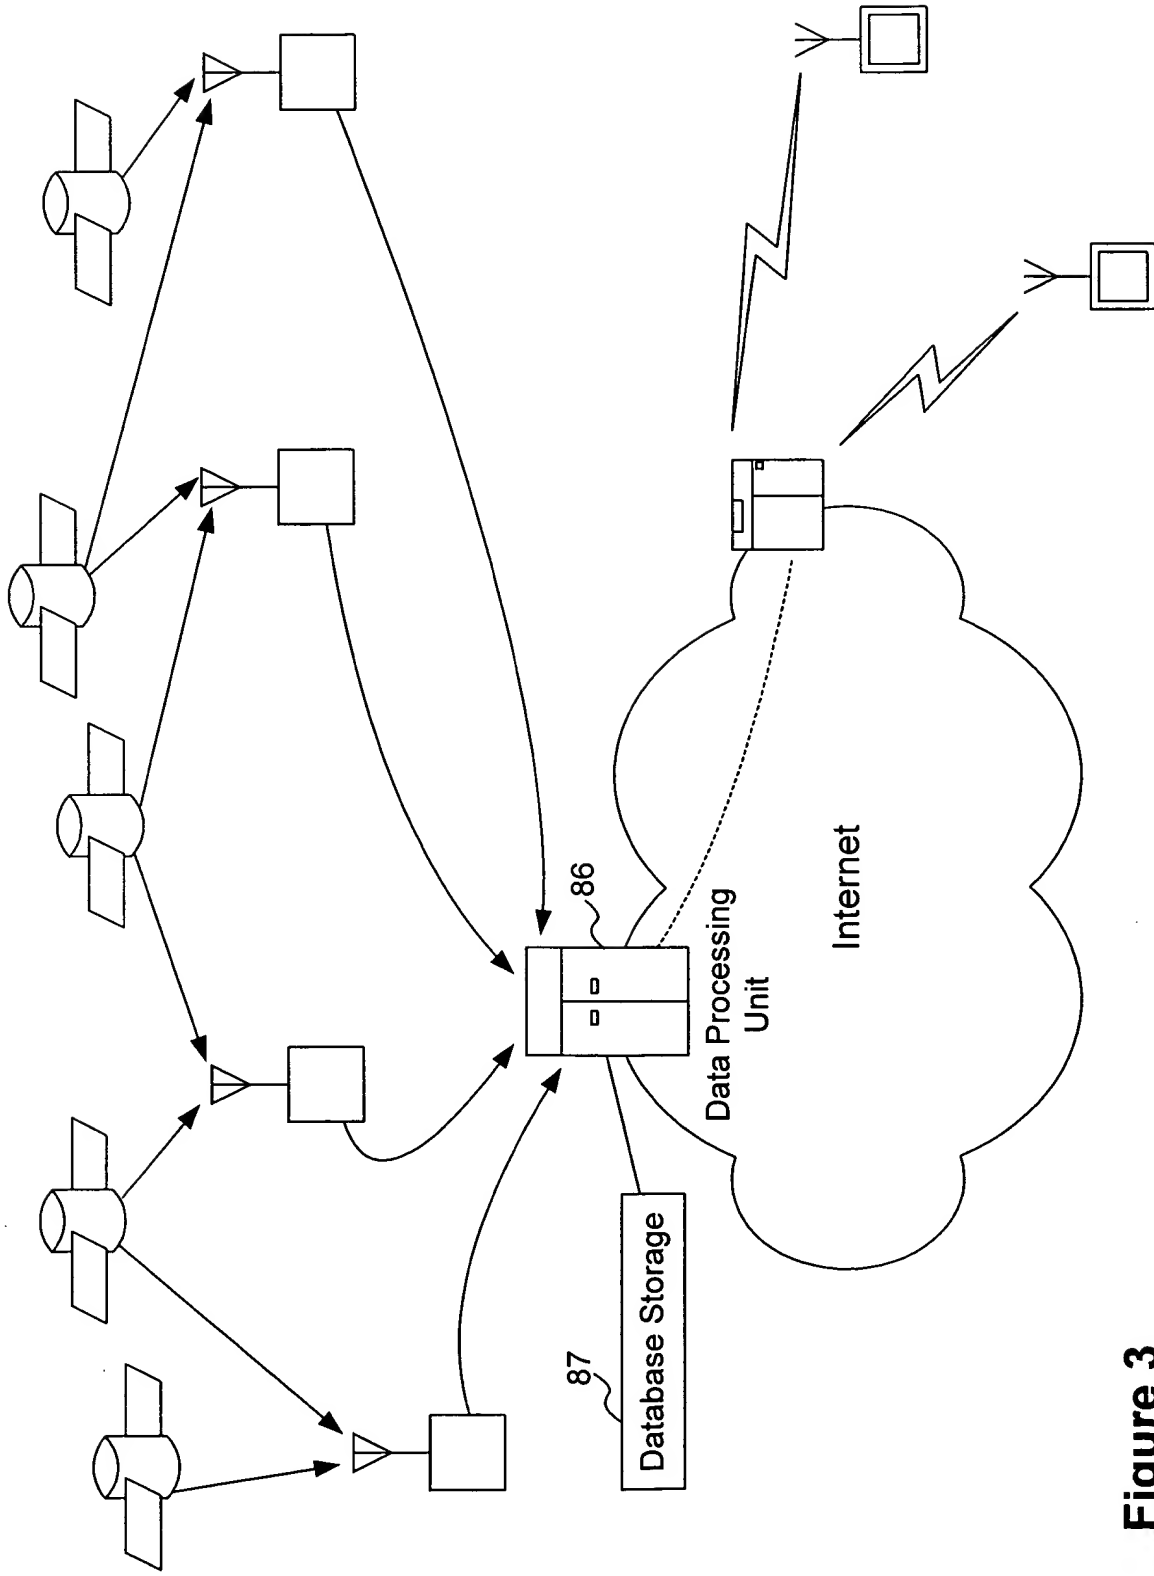 86
Data Processing
Unit
Internet
87
Database Storage
Figure 3